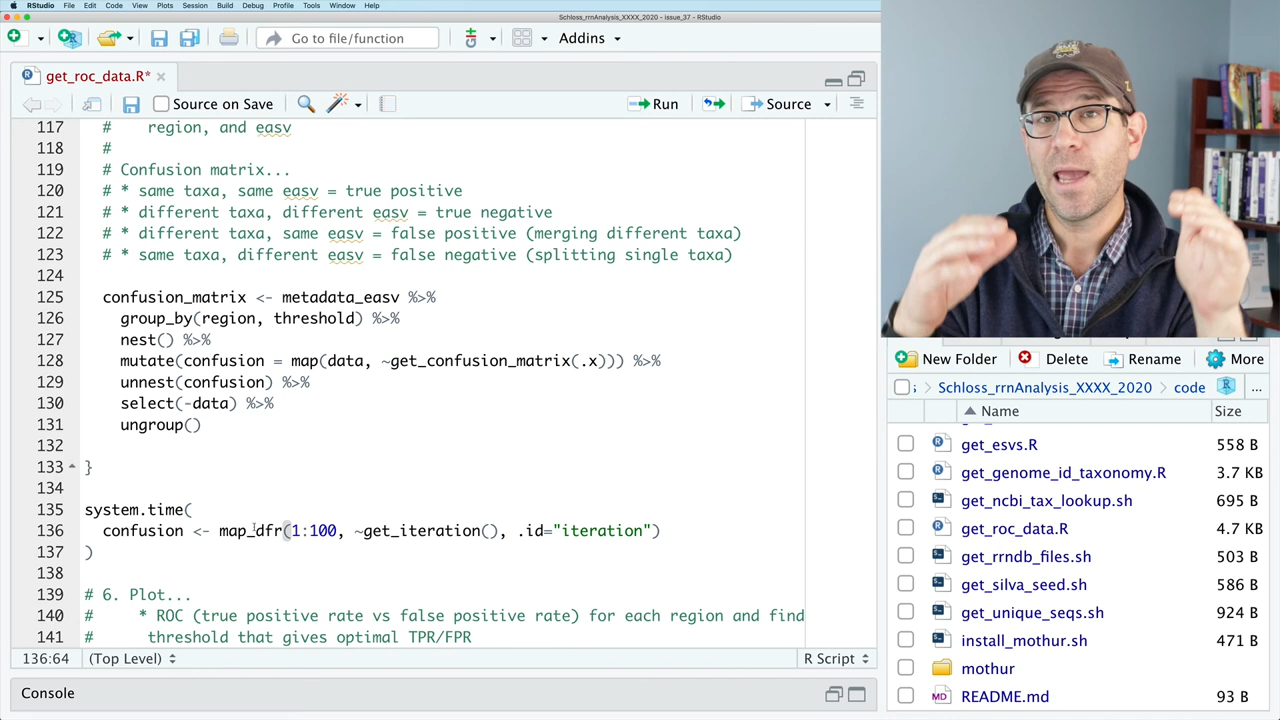 RStudio File Edit Code View Plots Session Build Debug Profile Tools Window Help
Schloss_rrnAnalysis_XXXX_2020 - issue_37 - RStudio
Go to file/function Addins
get_roc_data.R*
Source on Save Run Source
117 # region, and easv
118 #
119 # Confusion matrix...
120 # * same taxa, same easv = true positive
121 # * different taxa, different easv = true negative
122 # * different taxa, same easv = false positive (merging different taxa)
123 # * same taxa, different easv = false negative (splitting single taxa)
124
125 confusion_matrix <- metadata_easv %>%
126 group_by(region, threshold) %>%
127 nest() %>%
128 mutate(confusion = map(data, ~get_confusion_matrix(.x))) %>%
129 unnest(confusion) %>%
130 select(-data) %>%
131 ungroup()
132
133 }
134
135 system.time(
136 confusion <- map_dfr(1:100, ~get_iteration(), .id="iteration")
137 )
138
139 # 6. Plot...
140 # * ROC (true positive rate vs false positive rate) for each region and find
141 # threshold that gives optimal TPR/FPR
136:64 (Top Level) R Script
Console
New Folder Delete Rename More
Schloss_rrnAnalysis_XXXX_2020 code ...
Name Size
get_esvs.R 558 B
get_genome_id_taxonomy.R 3.7 KB
get_ncbi_tax_lookup.sh 695 B
get_roc_data.R 4.7 KB
get_rrndb_files.sh 503 B
get_silva_seed.sh 586 B
get_unique_seqs.sh 924 B
install_mothur.sh 471 B
mothur
README.md 93 B